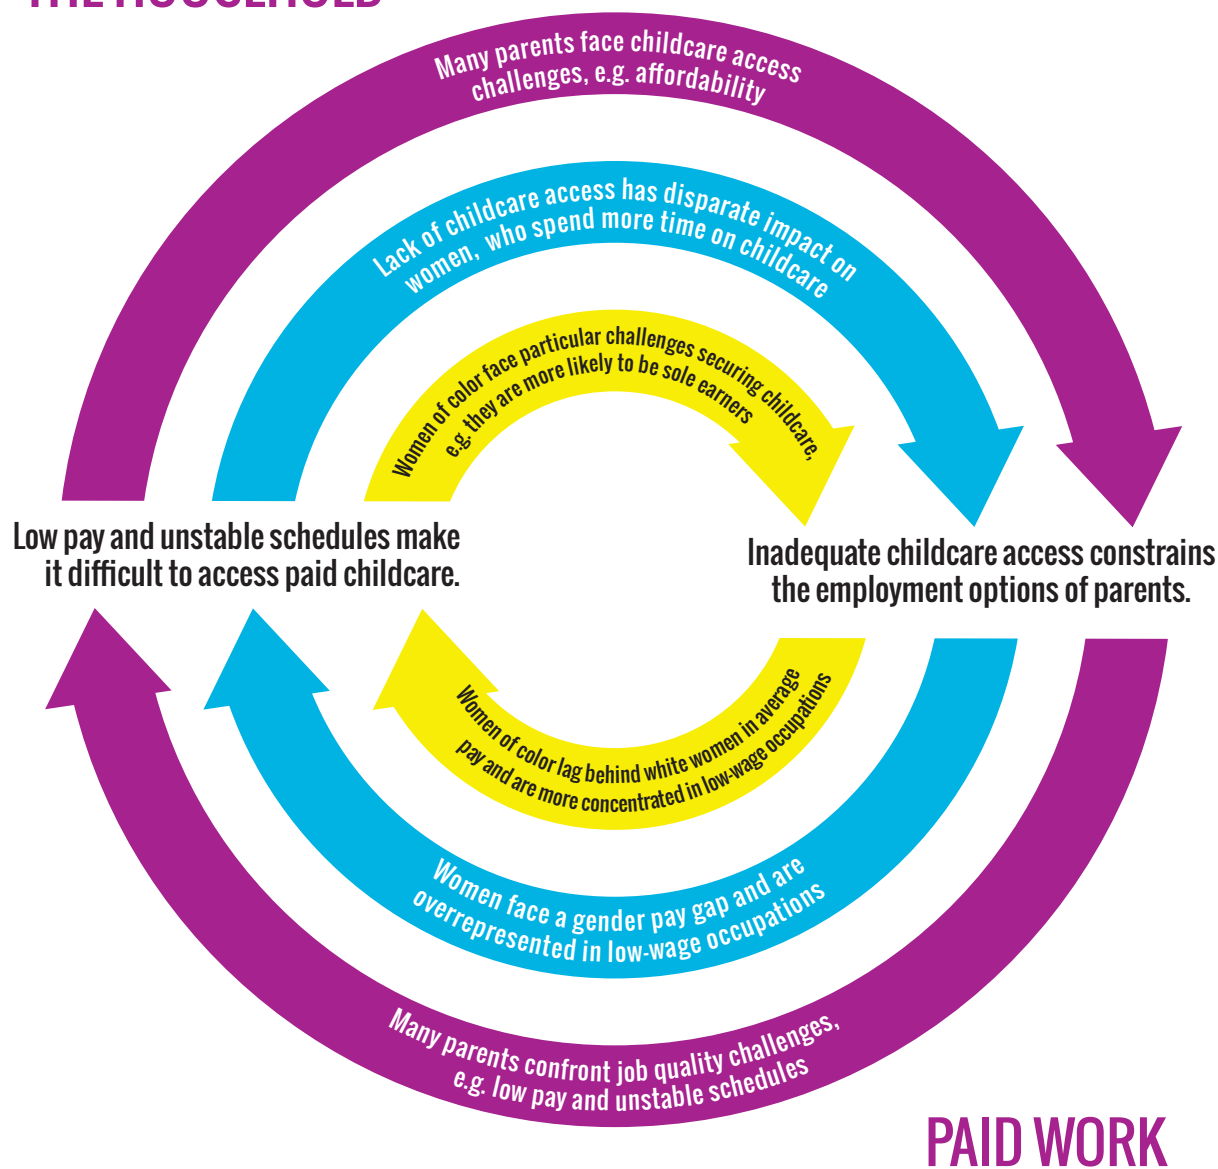 THE HOUSEHOLD
Many parents face childcare access
challenges, e.g. affordability
Lack of childcare access has disparate impact on
women, who spend more time on childcare
Women of color face particular challenges securing childcare,
e.g. they are more likely to be sole earners
Low pay and unstable schedules make
it difficult to access paid childcare.
Inadequate childcare access constrains
the employment options of parents.
Women of color lag behind white women in average
pay and are more concentrated in low-wage occupations
Women face a gender pay gap and are
overrepresented in low-wage occupations
Many parents confront job quality challenges,
e.g. low pay and unstable schedules
PAID WORK